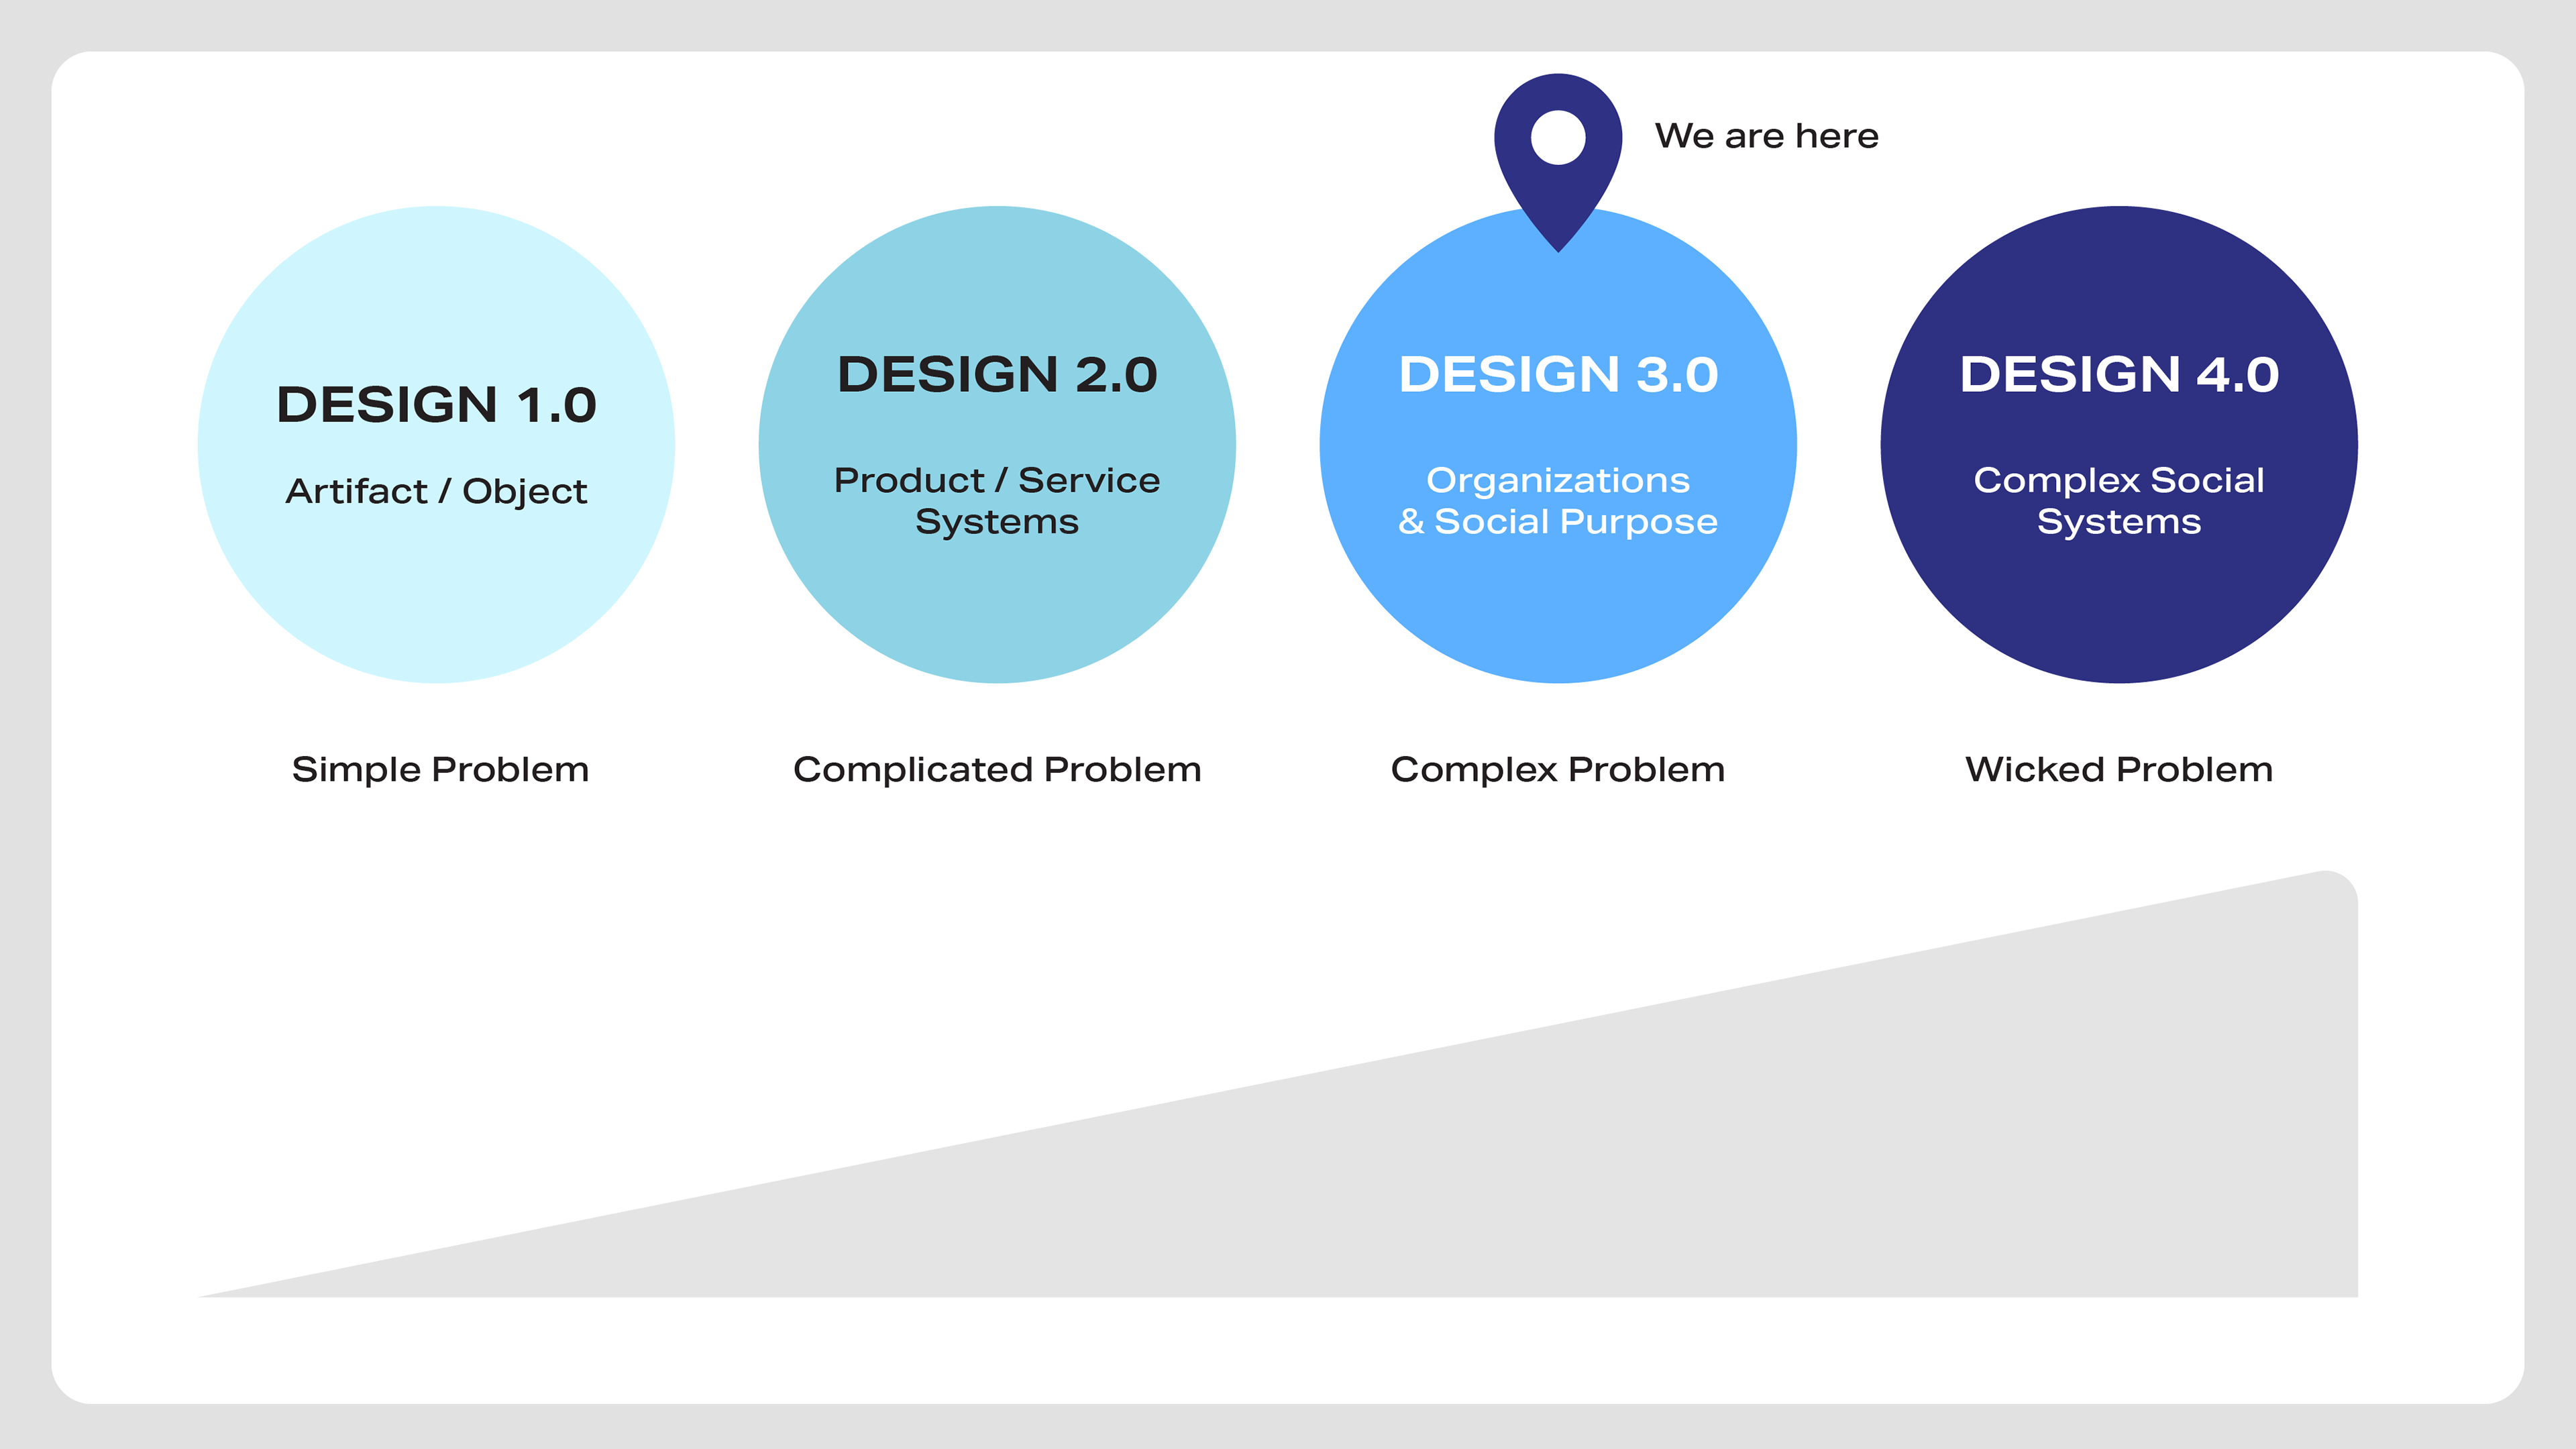 We are here
DESIGN 1.0
Artifact / Object
DESIGN 2.0
Product / Service
Systems
DESIGN 3.0
Organizations
& Social Purpose
DESIGN 4.0
Complex Social
Systems
Simple Problem
Complicated Problem
Complex Problem
Wicked Problem